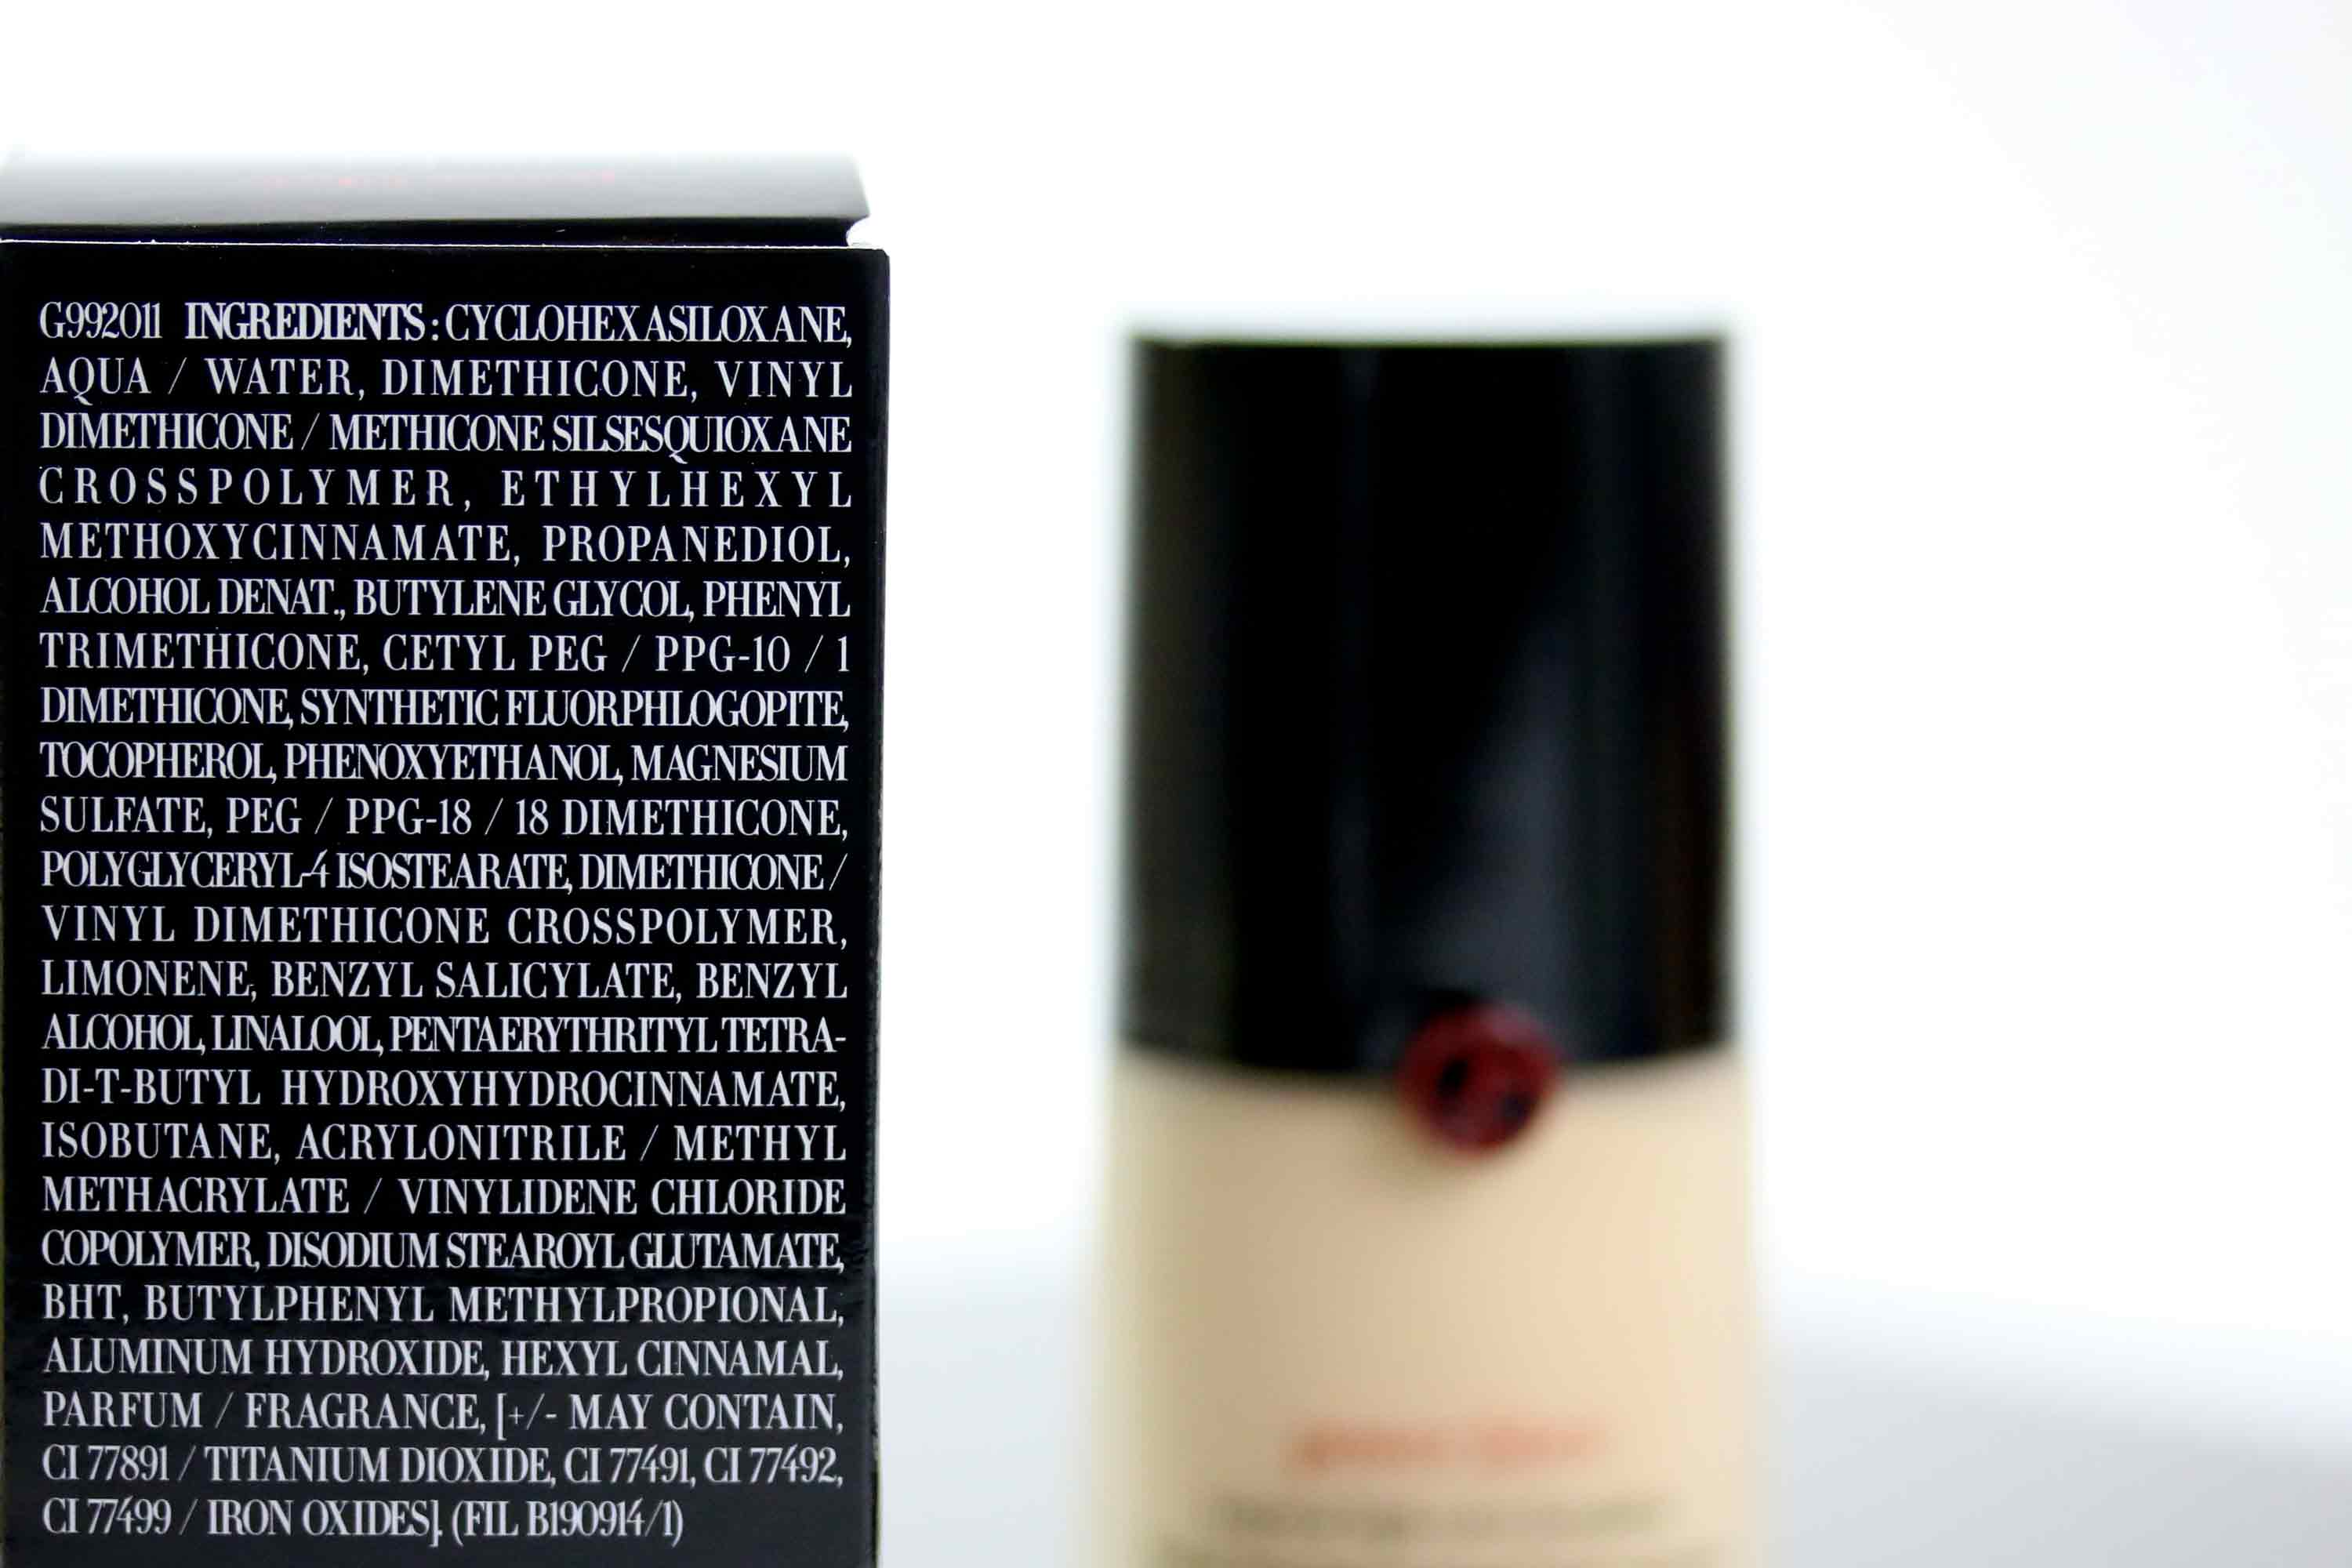 G992011 INGREDIENTS : CYCLOHEXASILOXANE,
AQUA / WATER, DIMETHICONE, VINYL
DIMETHICONE / METHICONE SILSESQUIOXANE
CROSSPOLYMER, ETHYLHEXYL
METHOXYCINNAMATE, PROPANEDIOL,
ALCOHOL DENAT., BUTYLENE GLYCOL, PHENYL
TRIMETHICONE, CETYL PEG / PPG-10 / 1
DIMETHICONE, SYNTHETIC FLUORPHLOGOPITE,
TOCOPHEROL, PHENOXYETHANOL, MAGNESIUM
SULFATE, PEG / PPG-18 / 18 DIMETHICONE,
POLYGLYCERYL-4 ISOSTEARATE, DIMETHICONE /
VINYL DIMETHICONE CROSSPOLYMER,
LIMONENE, BENZYL SALICYLATE, BENZYL
ALCOHOL, LINALOOL, PENTAERYTHRITYL TETRA-
DI-T-BUTYL HYDROXYHYDROCINNAMATE,
ISOBUTANE, ACRYLONITRILE / METHYL
METHACRYLATE / VINYLIDENE CHLORIDE
COPOLYMER, DISODIUM STEAROYL GLUTAMATE,
BHT, BUTYLPHENYL METHYLPROPIONAL,
ALUMINUM HYDROXIDE, HEXYL CINNAMAL,
PARFUM / FRAGRANCE, [+/- MAY CONTAIN,
CI 77891 / TITANIUM DIOXIDE, CI 77491, CI 77492,
CI 77499 / IRON OXIDES]. (FIL B190914/1)